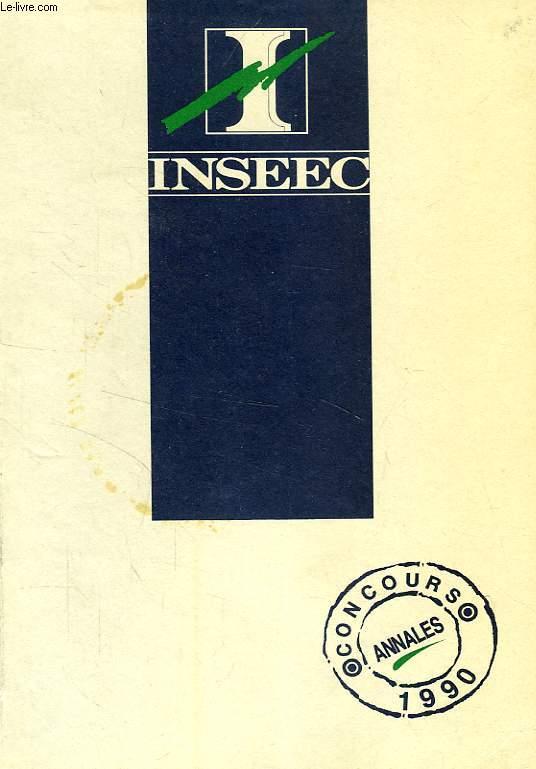 Le-livre.com
I
INSEEC
CONCOURS
ANNALES
1990